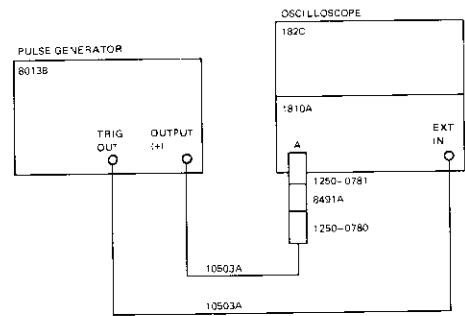 OSCILLOSCOPE
182C
PULSE GENERATOR
8013B
1810A
TRIG OUT
OUTPUT (+)
A
EXT IN
1250-0781
8491A
1250-0780
10503A
10503A